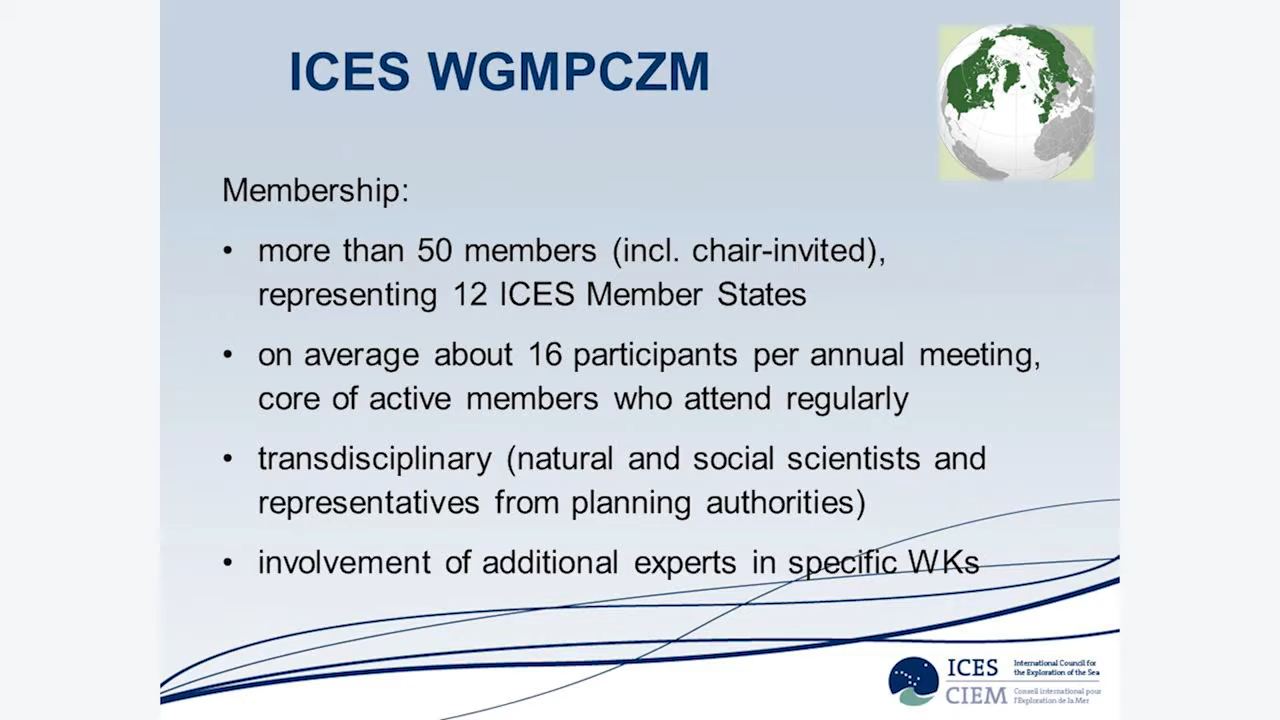 ICES WGMPCZM
Membership:
• more than 50 members (incl. chair-invited),
representing 12 ICES Member States
• on average about 16 participants per annual meeting,
core of active members who attend regularly
• transdisciplinary (natural and social scientists and
representatives from planning authorities)
• involvement of additional experts in specific WKs
ICES International Council for
the Exploration of the Sea
CIEM Conseil international pour
l'Exploration de la Mer